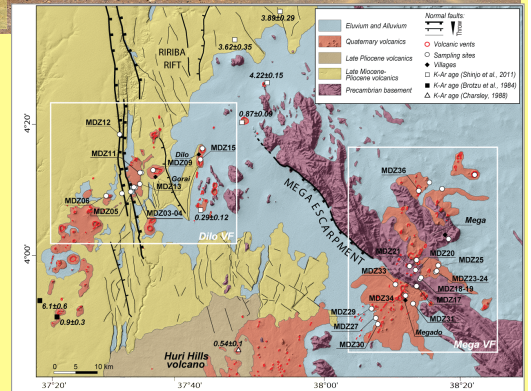 3.89±0.29
3.62±0.35
RIRIBA
RIFT
4.22±0.15
0.87±0.09
Eluvium and Alluvium
Quaternary volcanics
Late Pliocene volcanics
Late Miocene-
Pliocene volcanics
Precambrian basement
Normal faults:
Throw
Volcanic vents
Sampling sites
Villages
K-Ar age (Shinjo et al., 2011)
K-Ar age (Brotzu et al., 1984)
K-Ar age (Charsley, 1988)
4°20'
4°00'
MDZ12
MDZ11
Dilo
MDZ15
MDZ09
Goral
MDZ13
MDZ06
MDZ05
MDZ03-04
0.29±0.12
Dilo VF
MEGA ESCARPMENT
MDZ36
Mega
MDZ21
MDZ20
MDZ25
MDZ33
MDZ23-24
MDZ18-19
MDZ34
MDZ17
MDZ29
MDZ31
MDZ27
Megado
MDZ30
Mega VF
6.1±0.6
0.9±0.3
0.54±0.1
Huri Hills
volcano
0 5 10 km
37°20'
37°40'
38°00'
38°20'